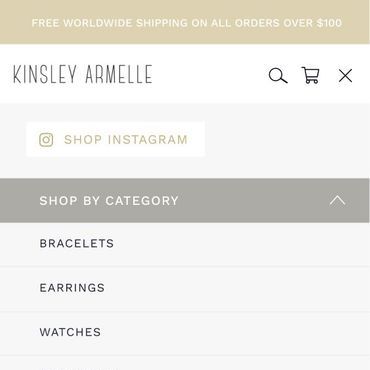 FREE WORLDWIDE SHIPPING ON ALL ORDERS OVER $100
KINSLEY ARMELLE
SHOP INSTAGRAM
SHOP BY CATEGORY
BRACELETS
EARRINGS
WATCHES